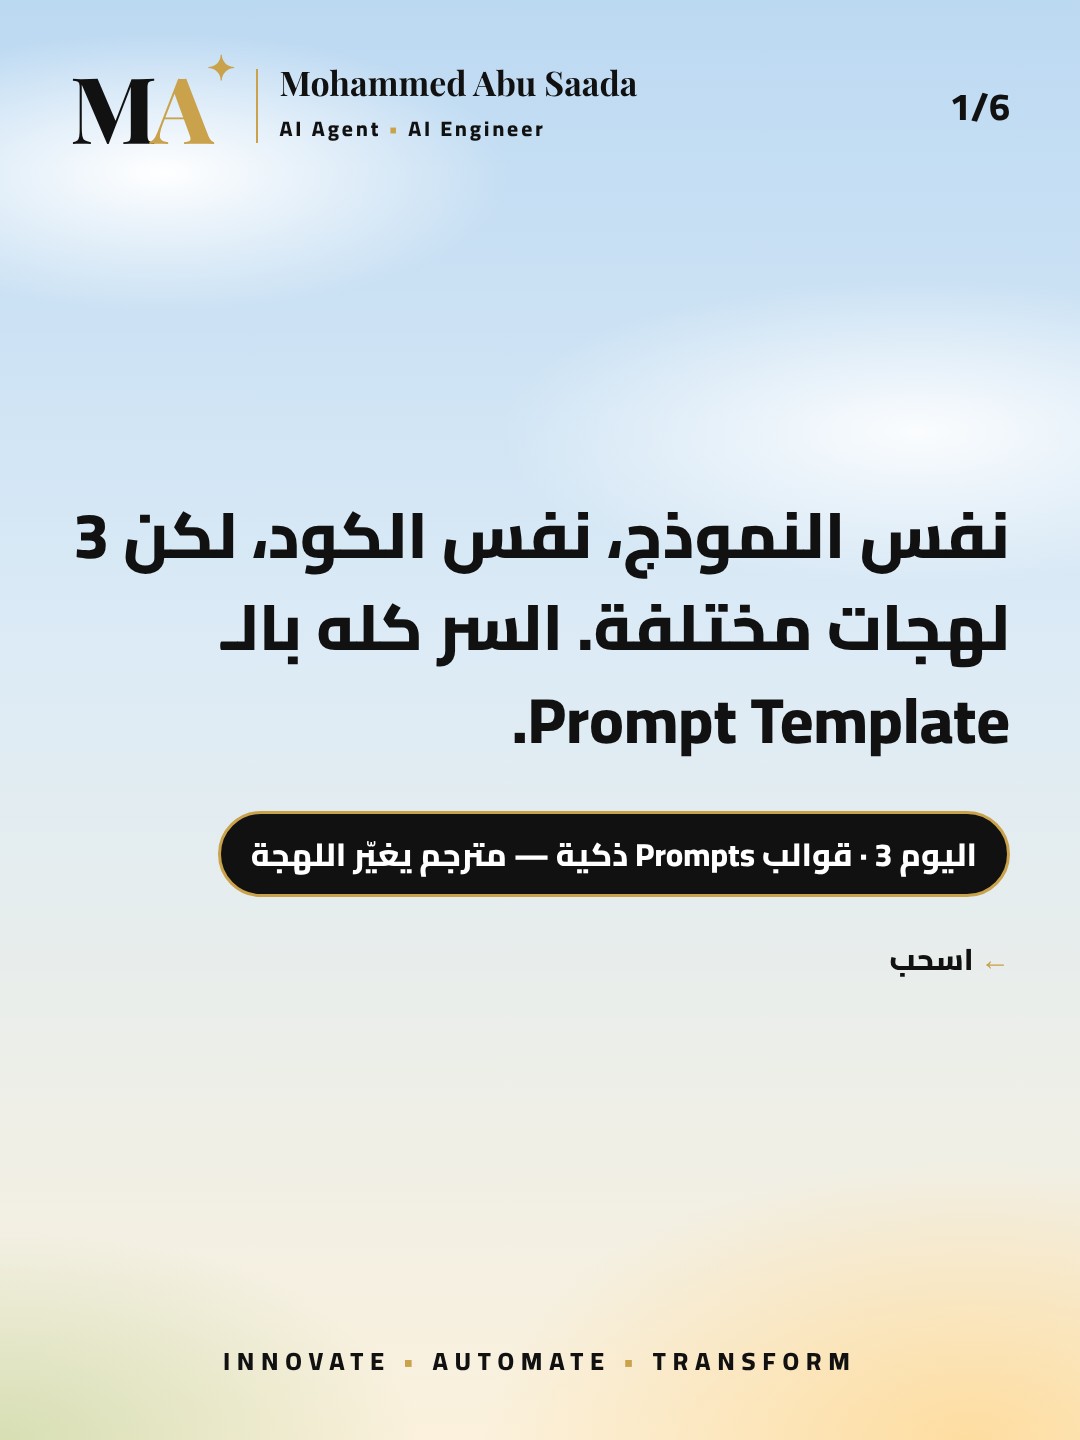 MA
Mohammed Abu Saada
AI Agent ▪ AI Engineer
1/6
نفس النموذج، نفس الكود، لكن 3
لهجات مختلفة. السر كله بالـ
Prompt Template.
اليوم 3 · قوالب Prompts ذكية — مترجم يغيّر اللهجة
← اسحب
INNOVATE ▪ AUTOMATE ▪ TRANSFORM